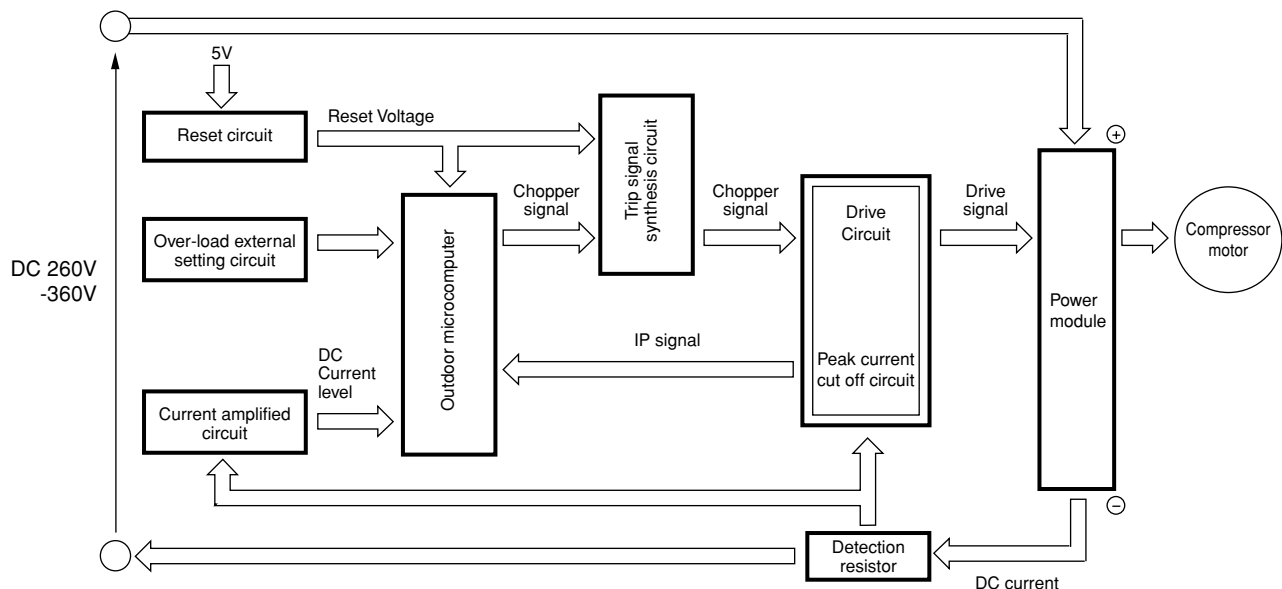 5V
Reset circuit
Reset Voltage
Trip signal
synthesis circuit
+
Chopper
signal
Chopper
signal
Drive
Circuit
Drive
signal
Compressor
motor
Over-load external
setting circuit
Outdoor microcomputer
DC 260V
-360V
Power
module
IP signal
Peak current
cut off circuit
DC
Current
level
Current amplified
circuit
−
Detection
resistor
DC current